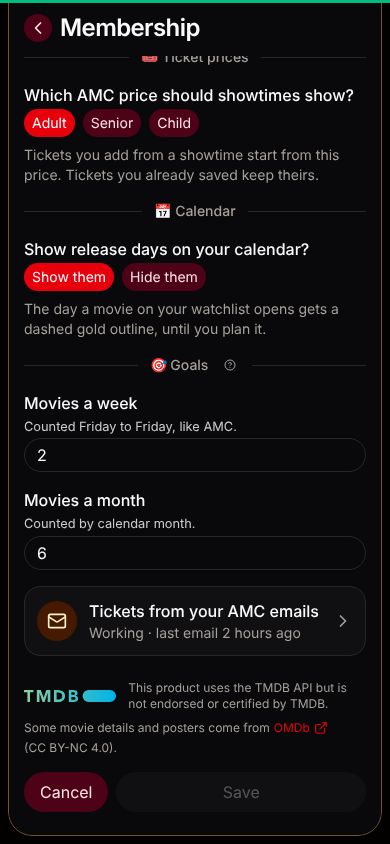 Membership
Ticket prices
Which AMC price should showtimes show?
Adult Senior Child
Tickets you add from a showtime start from this
price. Tickets you already saved keep theirs.
Calendar
Show release days on your calendar?
Show them Hide them
The day a movie on your watchlist opens gets a
dashed gold outline, until you plan it.
Goals
Movies a week
Counted Friday to Friday, like AMC.
2
Movies a month
Counted by calendar month.
6
Tickets from your AMC emails
Working · last email 2 hours ago
TMDB
This product uses the TMDB API but is
not endorsed or certified by TMDB.
Some movie details and posters come from OMDb
(CC BY-NC 4.0).
Cancel Save